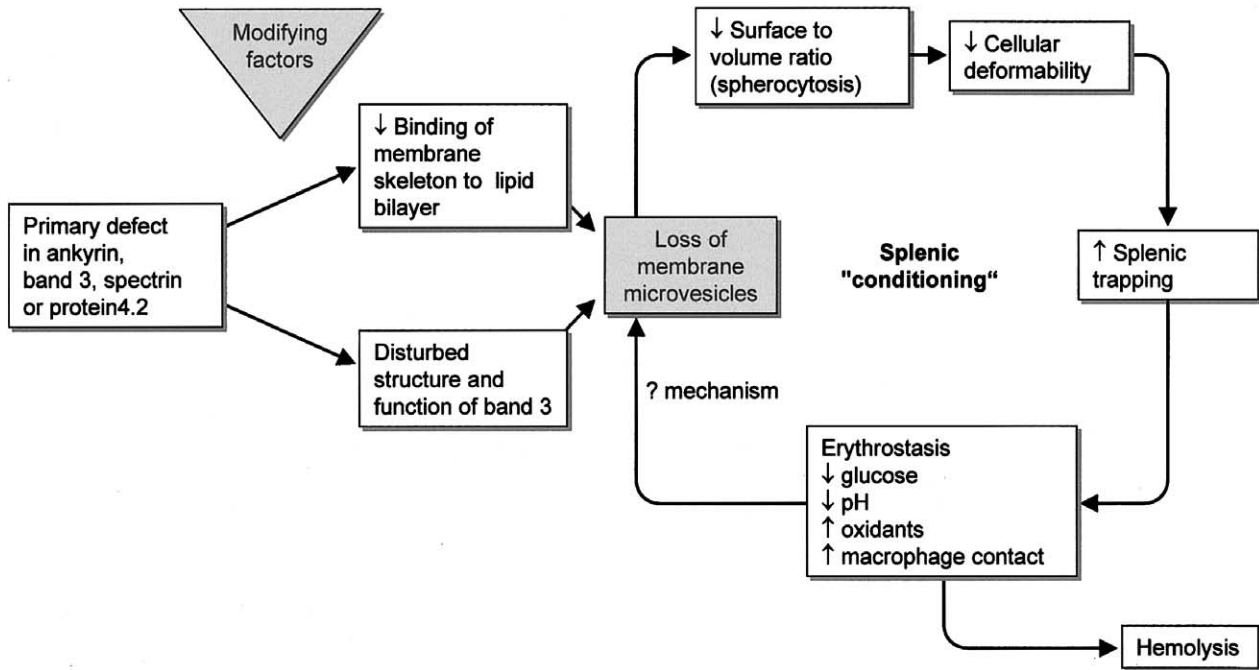 Modifying
factors
↓ Surface to
volume ratio
(spherocytosis)
↓ Cellular
deformability
↓ Binding of
membrane
skeleton to lipid
bilayer
Primary defect
in ankyrin,
band 3, spectrin
or protein4.2
Loss of
membrane
microvesicles
Splenic
"conditioning“
↑ Splenic
trapping
Disturbed
structure and
function of band 3
? mechanism
Erythrostasis
↓ glucose
↓ pH
↑ oxidants
↑ macrophage contact
Hemolysis